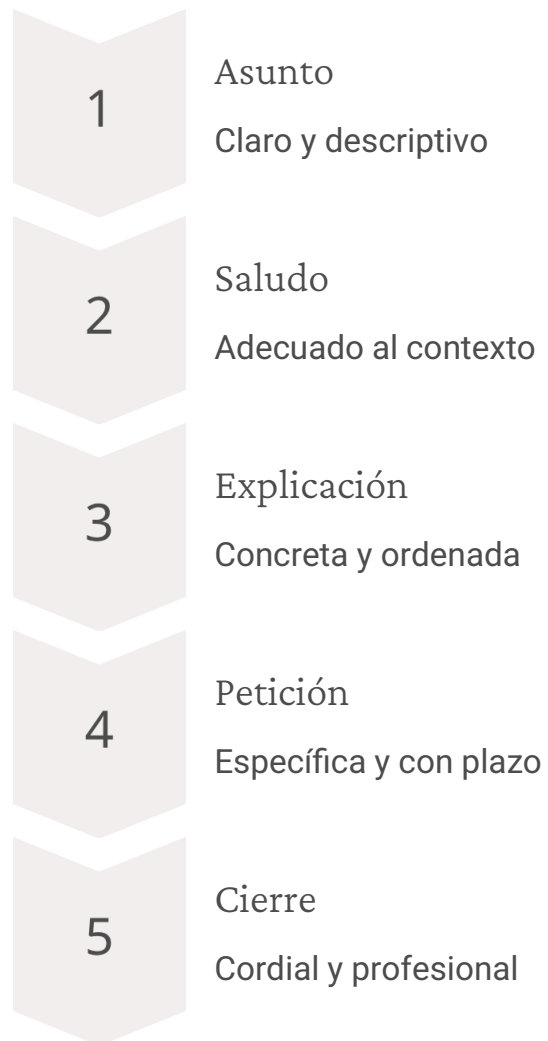 1
Asunto
Claro y descriptivo
2
Saludo
Adecuado al contexto
3
Explicación
Concreta y ordenada
4
Petición
Específica y con plazo
5
Cierre
Cordial y profesional